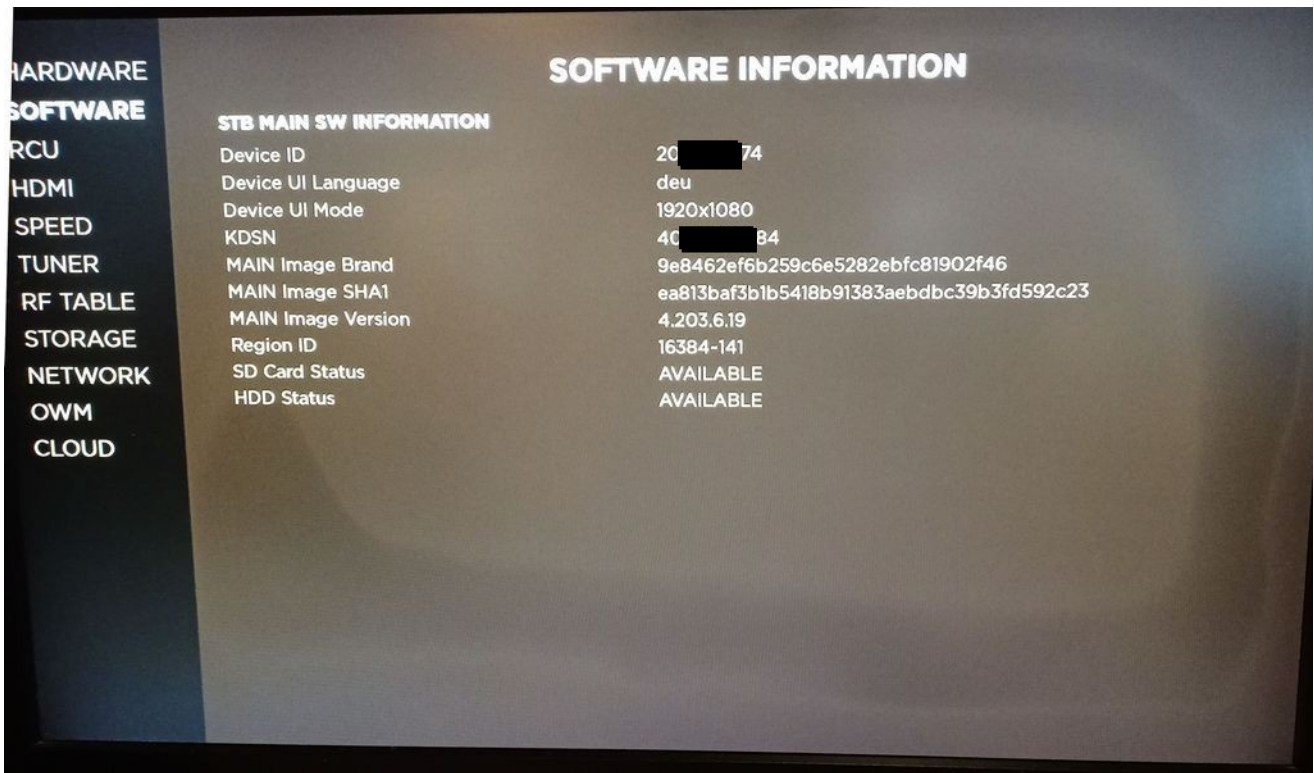 HARDWARE
SOFTWARE
RCU
HDMI
SPEED
TUNER
RF TABLE
STORAGE
NETWORK
OWM
CLOUD
SOFTWARE INFORMATION
STB MAIN SW INFORMATION
Device ID 20 74
Device UI Language deu
Device UI Mode 1920x1080
KDSN 40 84
MAIN Image Brand 9e8462ef6b259c6e5282ebfc81902f46
MAIN Image SHA1 ea813baf3b1b5418b91383aebdbc39b3fd592c23
MAIN Image Version 4.203.6.19
Region ID 16384-141
SD Card Status AVAILABLE
HDD Status AVAILABLE